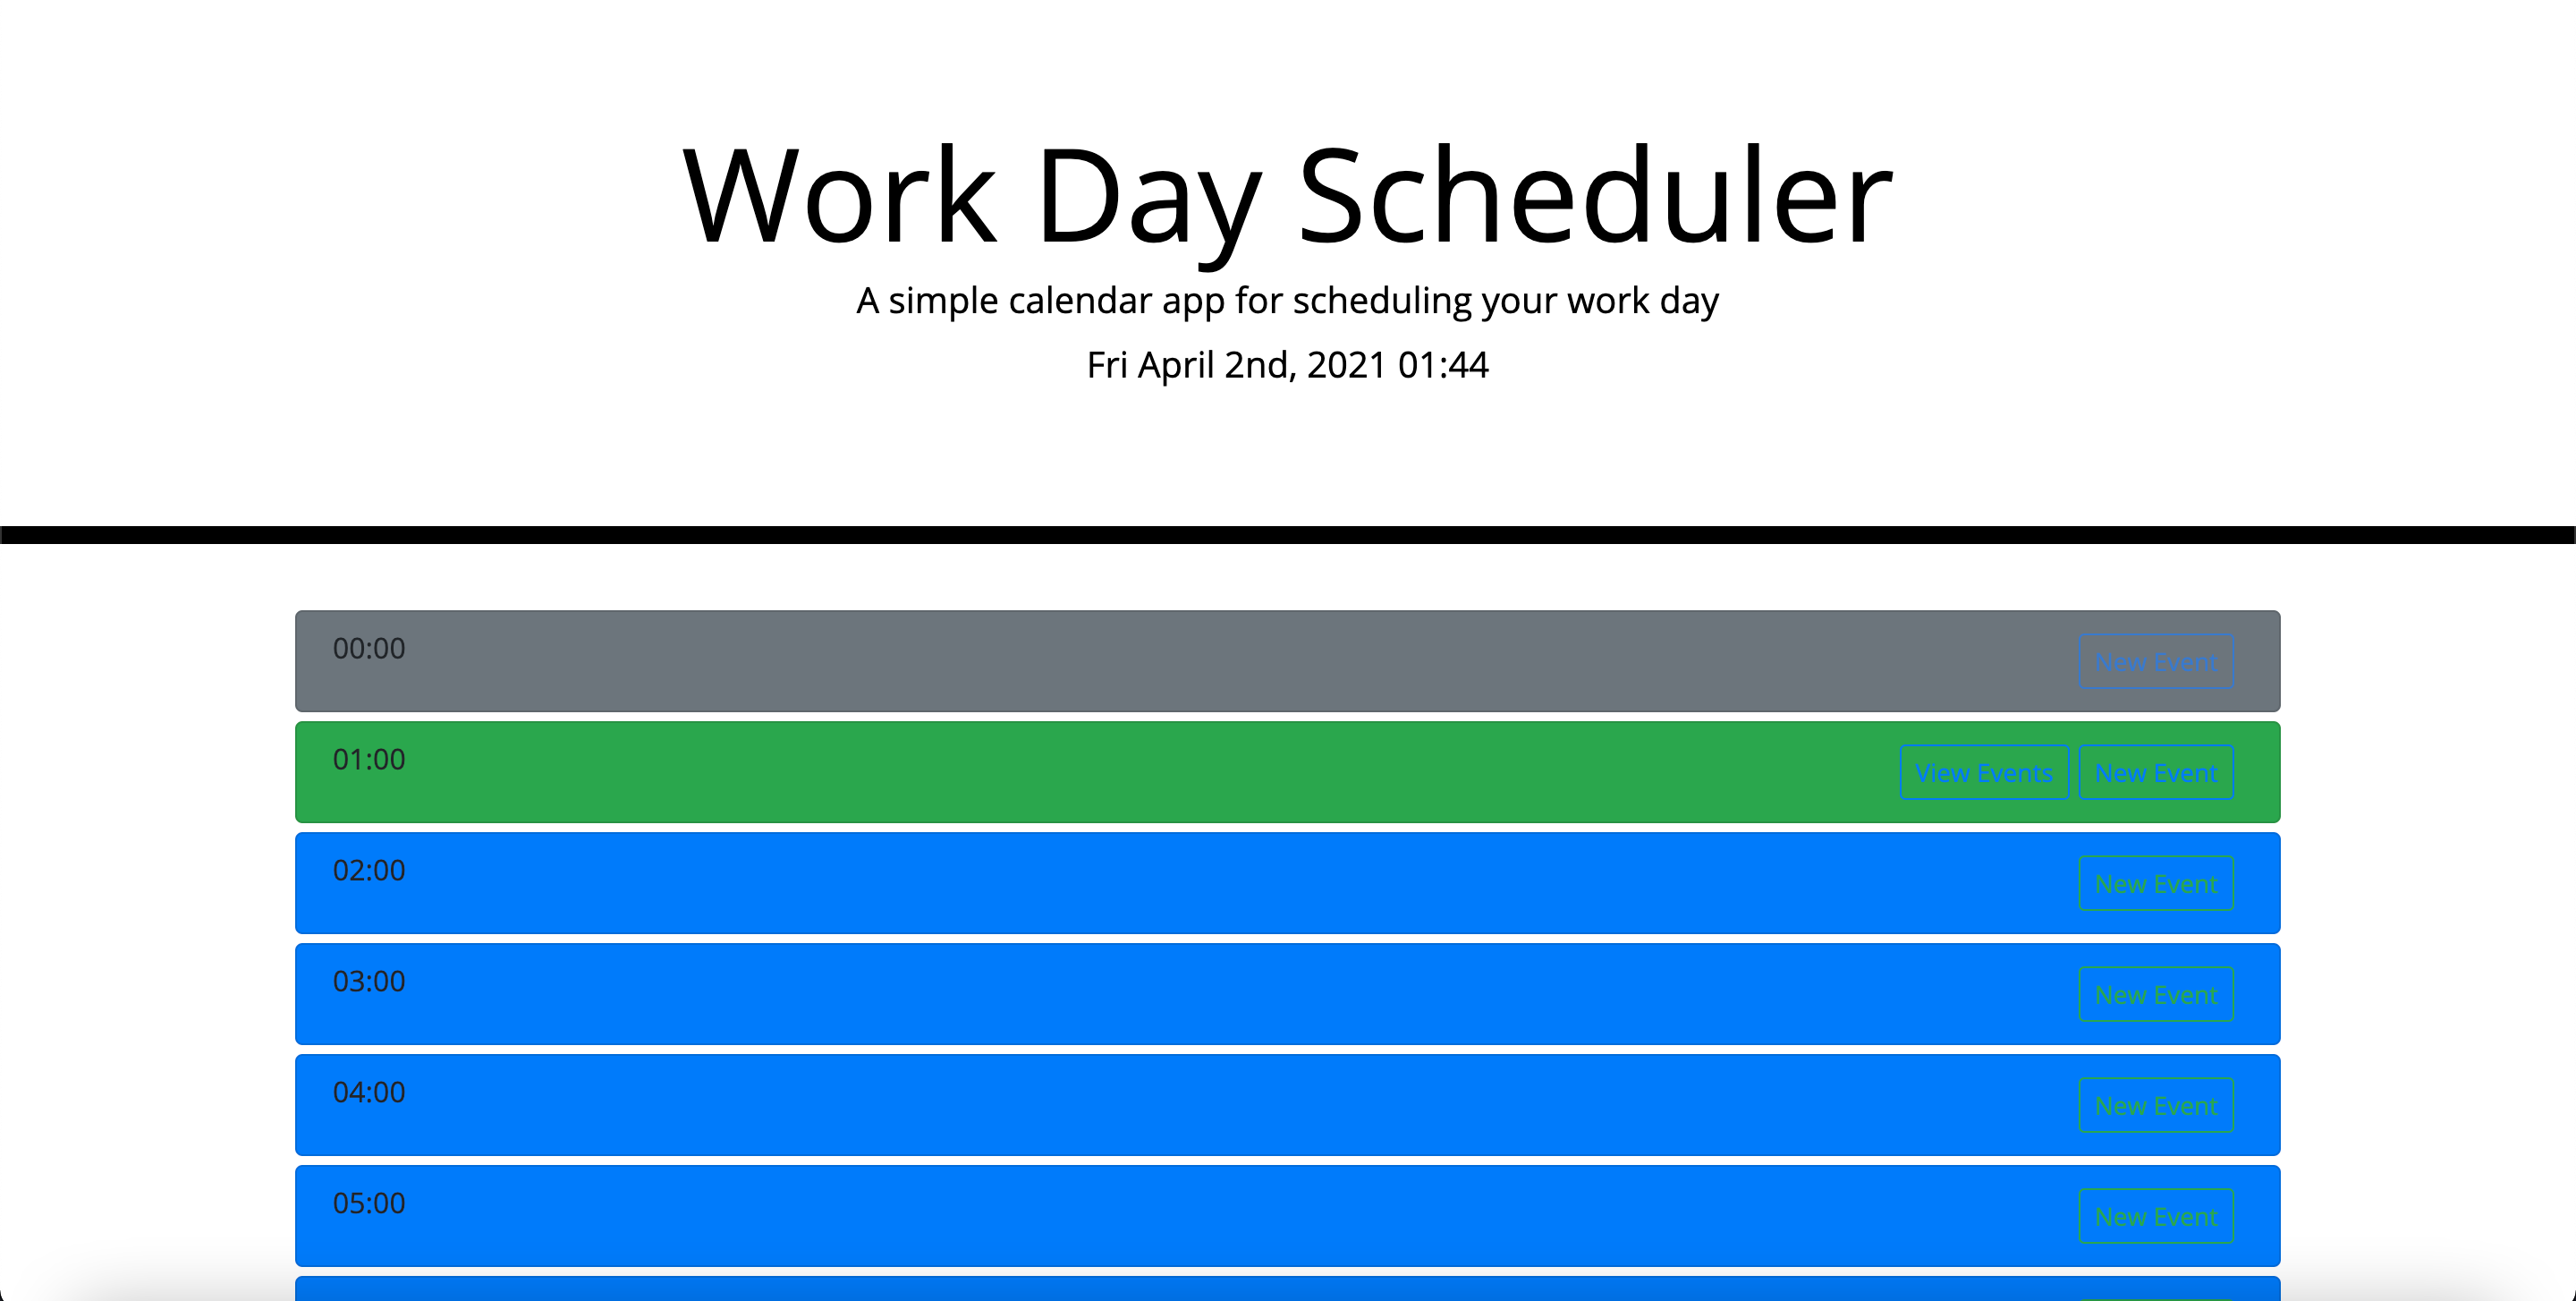 Work Day Scheduler
A simple calendar app for scheduling your work day
Fri April 2nd, 2021 01:44
00:00 New Event
01:00 View Events New Event
02:00 New Event
03:00 New Event
04:00 New Event
05:00 New Event